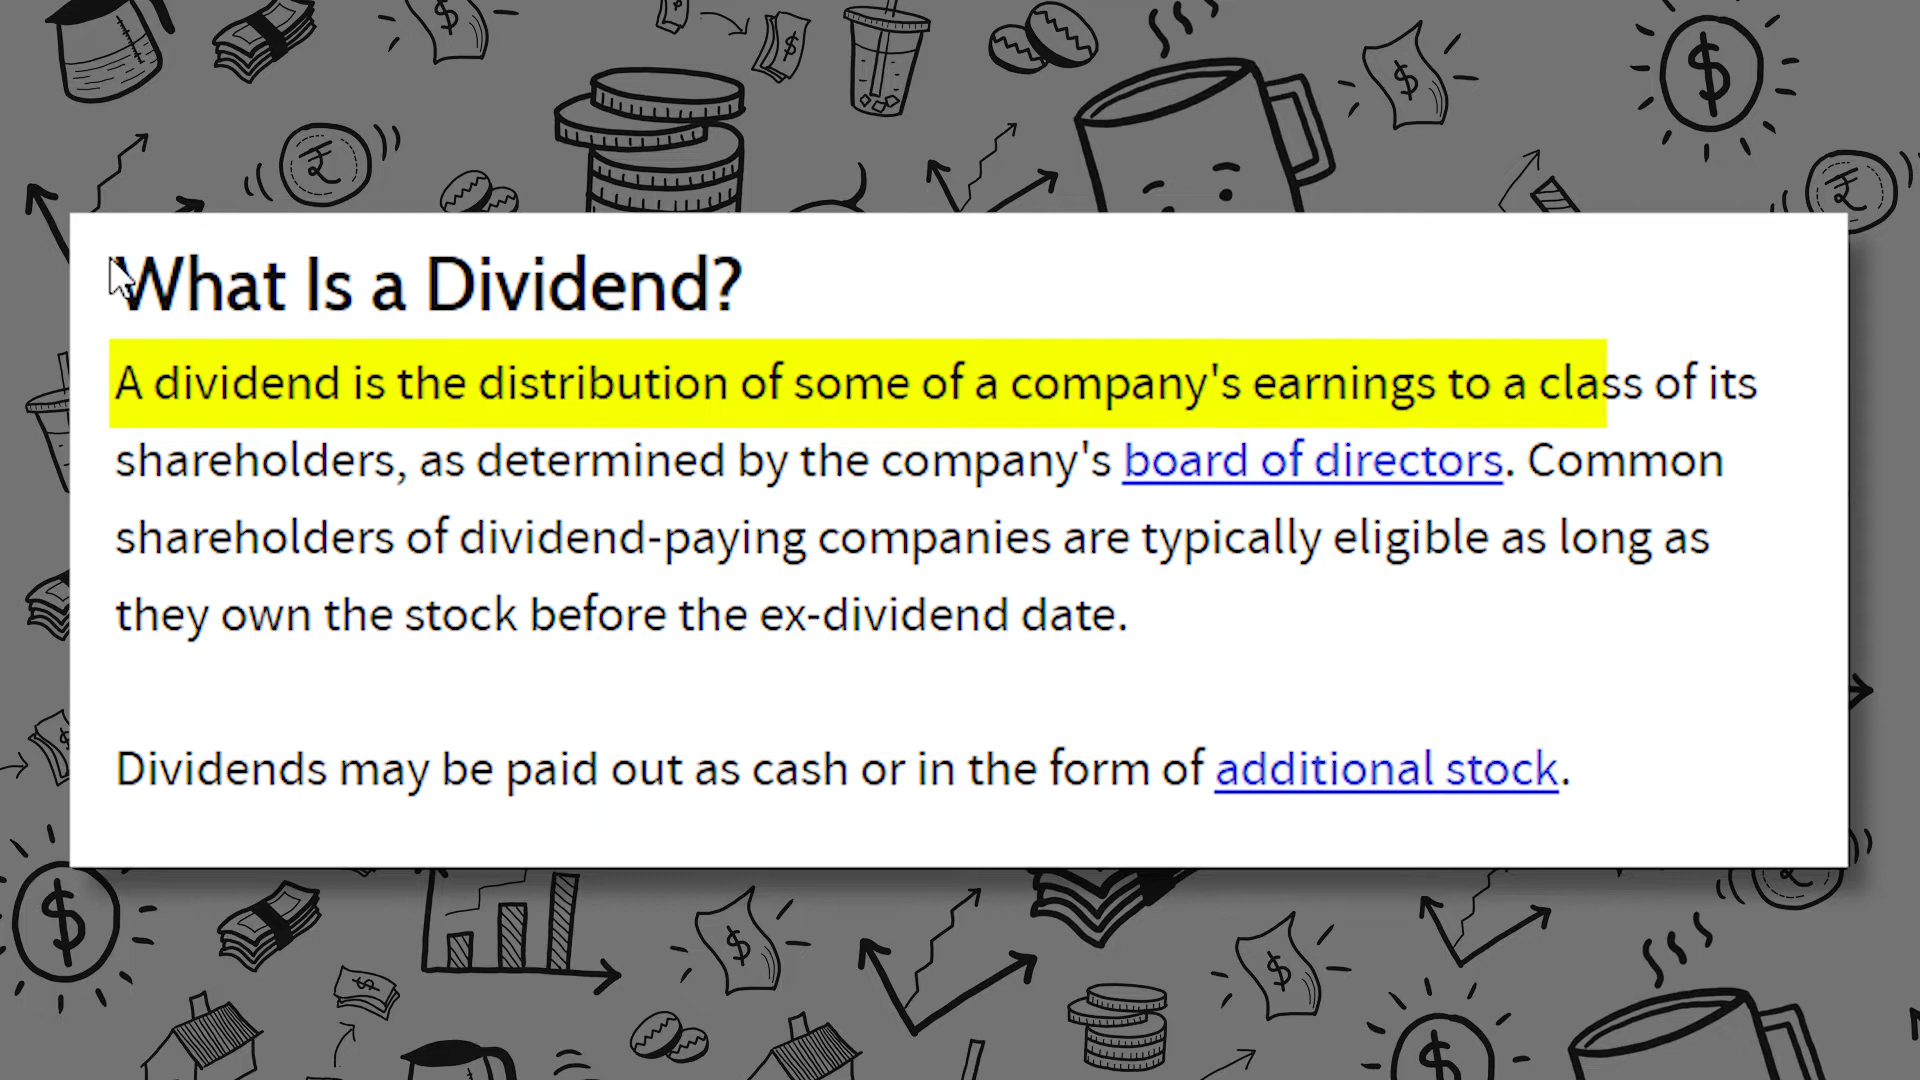 What Is a Dividend?
A dividend is the distribution of some of a company's earnings to a class of its
shareholders, as determined by the company's board of directors. Common
shareholders of dividend-paying companies are typically eligible as long as
they own the stock before the ex-dividend date.
Dividends may be paid out as cash or in the form of additional stock.